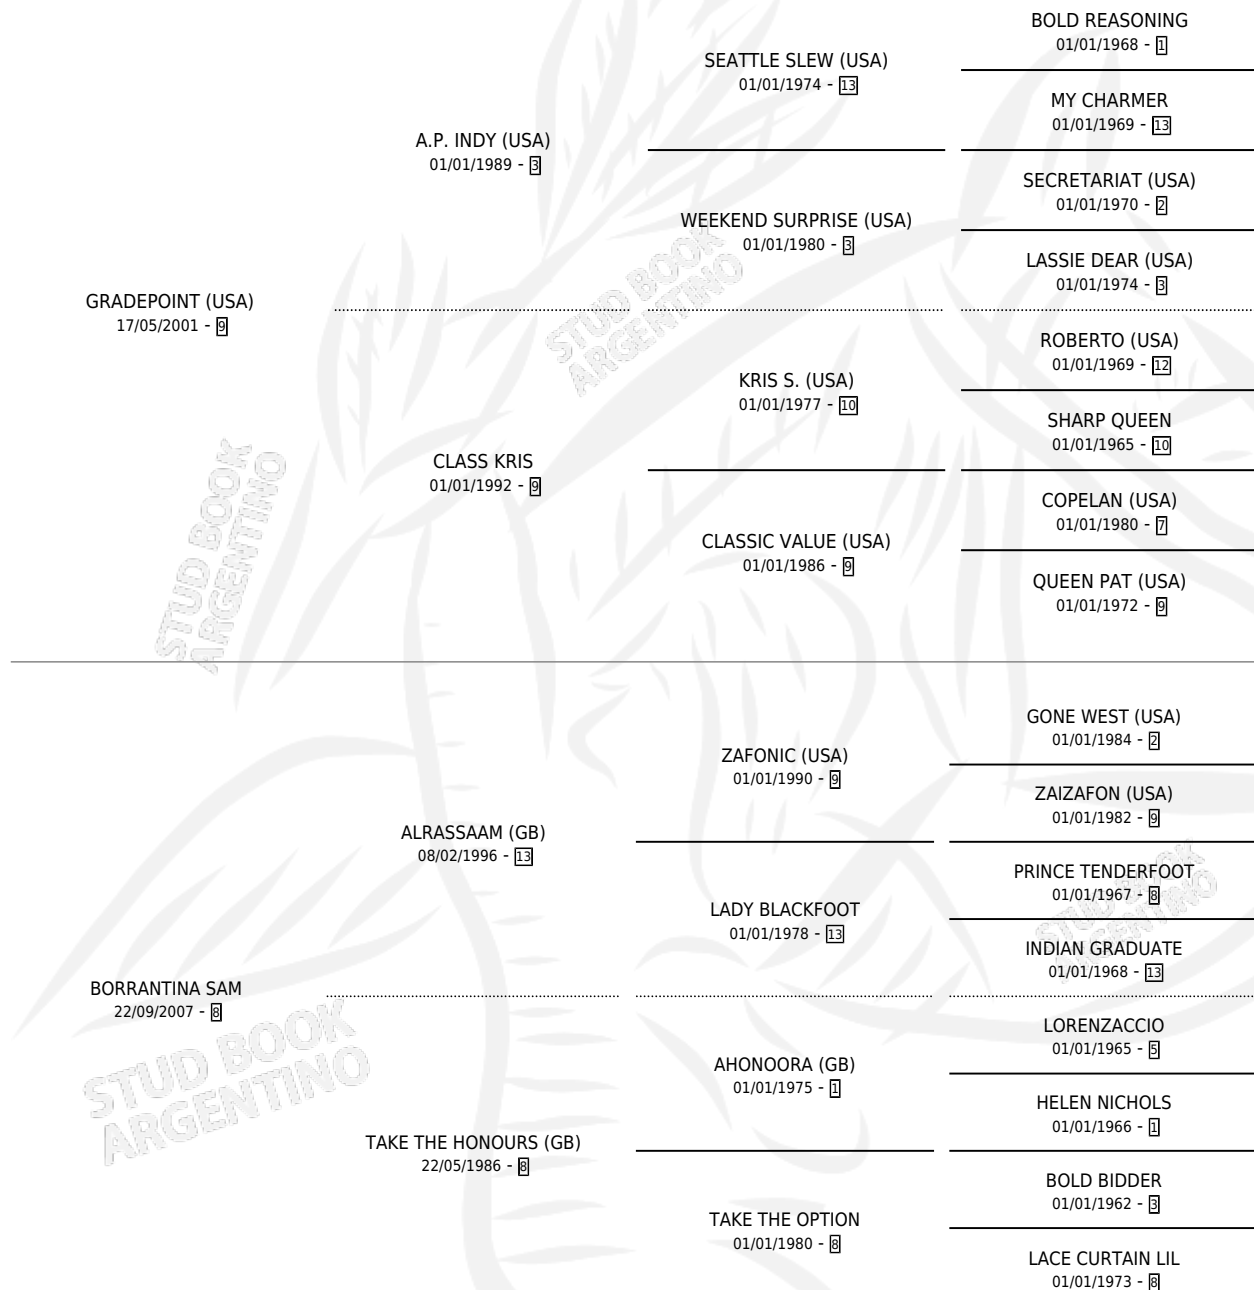 BOLD REASONING
01/01/1968 - 1
SEATTLE SLEW (USA)
01/01/1974 - 13
MY CHARMER
01/01/1969 - 13
A.P. INDY (USA)
01/01/1989 - 3
SECRETARIAT (USA)
01/01/1970 - 2
WEEKEND SURPRISE (USA)
01/01/1980 - 3
LASSIE DEAR (USA)
01/01/1974 - 3
GRADEPOINT (USA)
17/05/2001 - 9
STUD BOOK
ARGENTINO
ROBERTO (USA)
01/01/1969 - 12
KRIS S. (USA)
01/01/1977 - 10
SHARP QUEEN
01/01/1965 - 10
CLASS KRIS
01/01/1992 - 9
COPELAN (USA)
01/01/1980 - 7
CLASSIC VALUE (USA)
01/01/1986 - 9
QUEEN PAT (USA)
01/01/1972 - 9
STUD BOOK
ARGENTINO
GONE WEST (USA)
01/01/1984 - 2
ZAFONIC (USA)
01/01/1990 - 9
ZAIZAFON (USA)
01/01/1982 - 9
ALRASSAAM (GB)
08/02/1996 - 13
PRINCE TENDERFOOT
01/01/1967 - 8
LADY BLACKFOOT
01/01/1978 - 13
STUD BOOK
ARGENTINO
INDIAN GRADUATE
01/01/1968 - 13
BORRANTINA SAM
22/09/2007 - 8
STUD BOOK
ARGENTINO
LORENZACCIO
01/01/1965 - 5
AHONOORA (GB)
01/01/1975 - 1
HELEN NICHOLS
01/01/1966 - 1
TAKE THE HONOURS (GB)
22/05/1986 - 8
BOLD BIDDER
01/01/1962 - 3
TAKE THE OPTION
01/01/1980 - 8
LACE CURTAIN LIL
01/01/1973 - 8